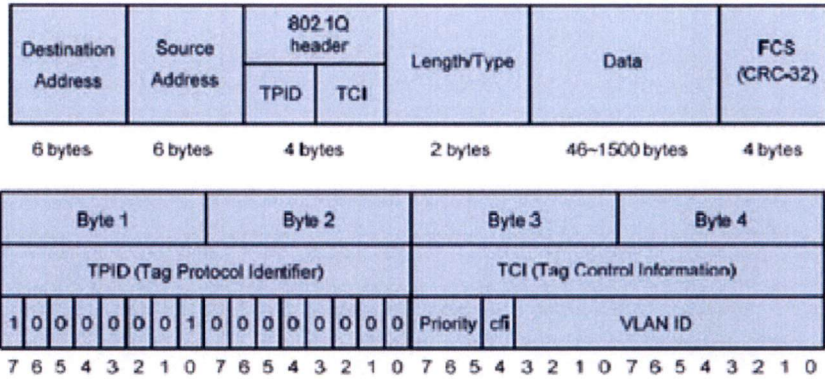 Destination Address
Source Address
802.1Q header
TPID
TCI
Length/Type
Data
FCS (CRC-32)
6 bytes
6 bytes
4 bytes
2 bytes
46~1500 bytes
4 bytes
Byte 1
Byte 2
Byte 3
Byte 4
TPID (Tag Protocol Identifier)
TCI (Tag Control Information)
1 0 0 0 0 0 0 1 0 0 0 0 0 0 0 0 Priority cfi VLAN ID
7 6 5 4 3 2 1 0 7 6 5 4 3 2 1 0 7 6 5 4 3 2 1 0 7 6 5 4 3 2 1 0